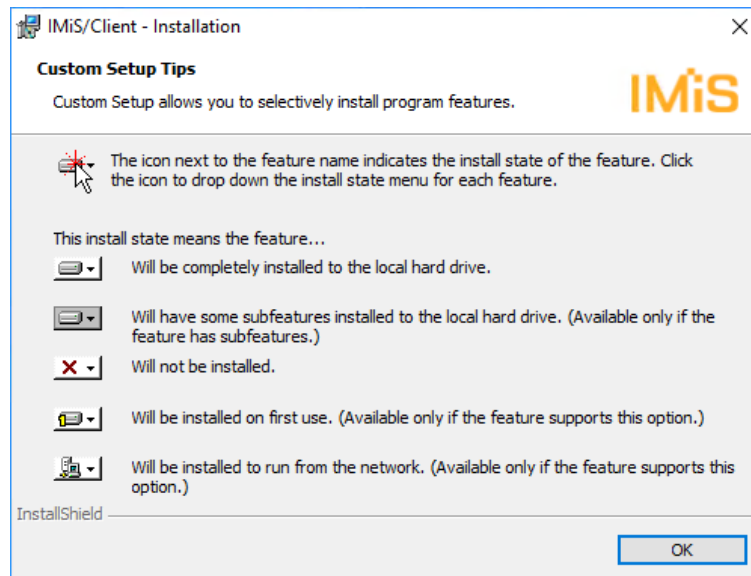 IMiS/Client - Installation
Custom Setup Tips
Custom Setup allows you to selectively install program features.
IMiS
The icon next to the feature name indicates the install state of the feature. Click
the icon to drop down the install state menu for each feature.
This install state means the feature...
Will be completely installed to the local hard drive.
Will have some subfeatures installed to the local hard drive. (Available only if the
feature has subfeatures.)
Will not be installed.
Will be installed on first use. (Available only if the feature supports this option.)
Will be installed to run from the network. (Available only if the feature supports this
option.)
InstallShield
OK